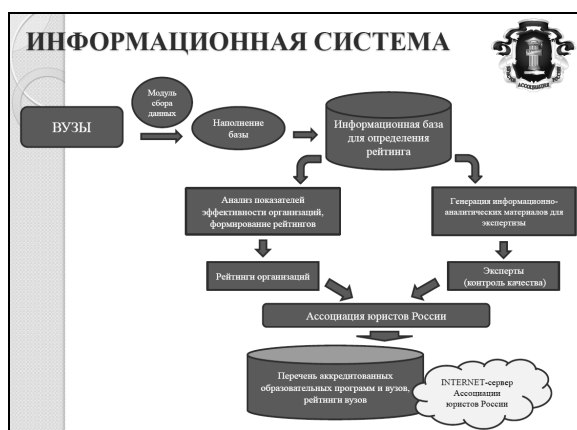 ИНФОРМАЦИОННАЯ СИСТЕМА
Модуль
сбора
данных
ВУЗЫ
Наполнение
базы
Информационная база
для определения
рейтинга
Анализ показателей
эффективности организаций,
формирование рейтингов
Генерация информационно-
аналитических материалов для
экспертизы
Рейтинги организаций
Эксперты
(контроль качества)
Ассоциация юристов России
Перечень аккредитованных
образовательных программ и вузов,
рейтинги вузов
INTERNET-сервер
Ассоциации
юристов России